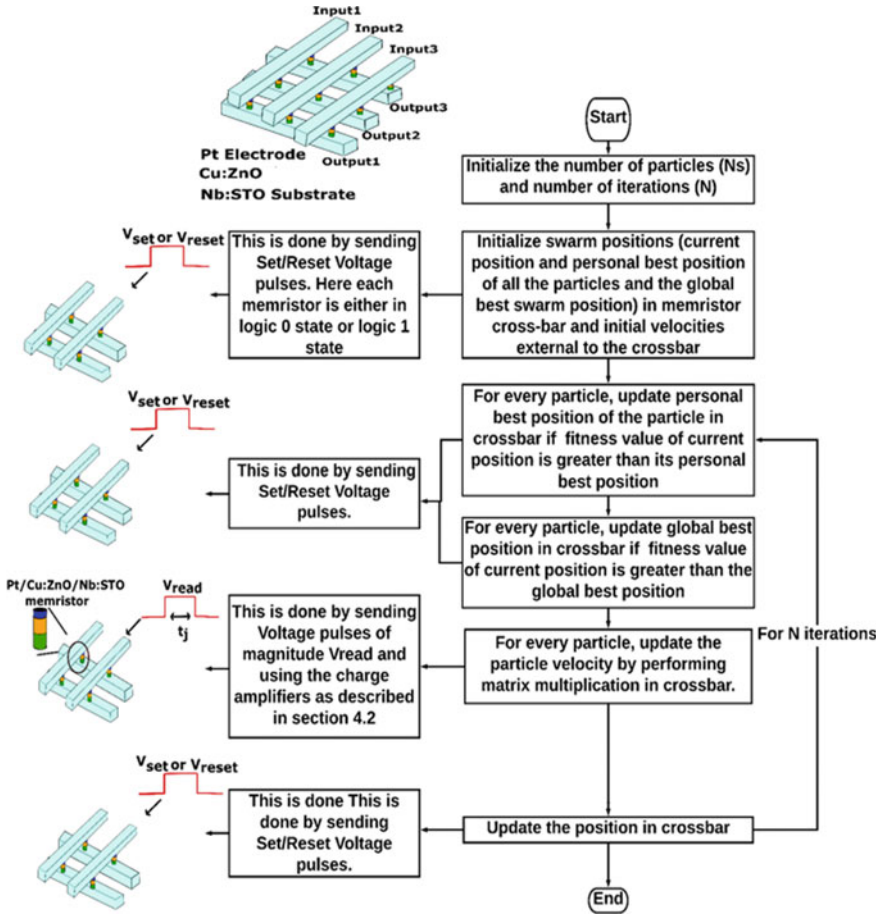 Input1
Input2
Input3
Output3
Output2
Output1
Pt Electrode
Cu:ZnO
Nb:STO Substrate
Start
Initialize the number of particles (Ns)
and number of iterations (N)
Vset or Vreset
This is done by sending
Set/Reset Voltage
pulses. Here each
memristor is either in
logic 0 state or logic 1
state
Initialize swarm positions (current
position and personal best position
of all the particles and the global
best swarm position) in memristor
cross-bar and initial velocities
external to the crossbar
For every particle, update personal
best position of the particle in
crossbar if fitness value of current
position is greater than its personal
best position
Vset or Vreset
This is done by sending
Set/Reset Voltage
pulses.
For every particle, update global best
position in crossbar if fitness value
of current position is greater than the
global best position
For N iterations
Pt/Cu:ZnO/Nb:STO
memristor
Vread
tj
This is done by sending
Voltage pulses of
magnitude Vread and
using the charge
amplifiers as described
in section 4.2
For every particle, update the
particle velocity by performing
matrix multiplication in crossbar.
Vset or Vreset
This is done This is
done by sending
Set/Reset Voltage
pulses.
Update the position in crossbar
End